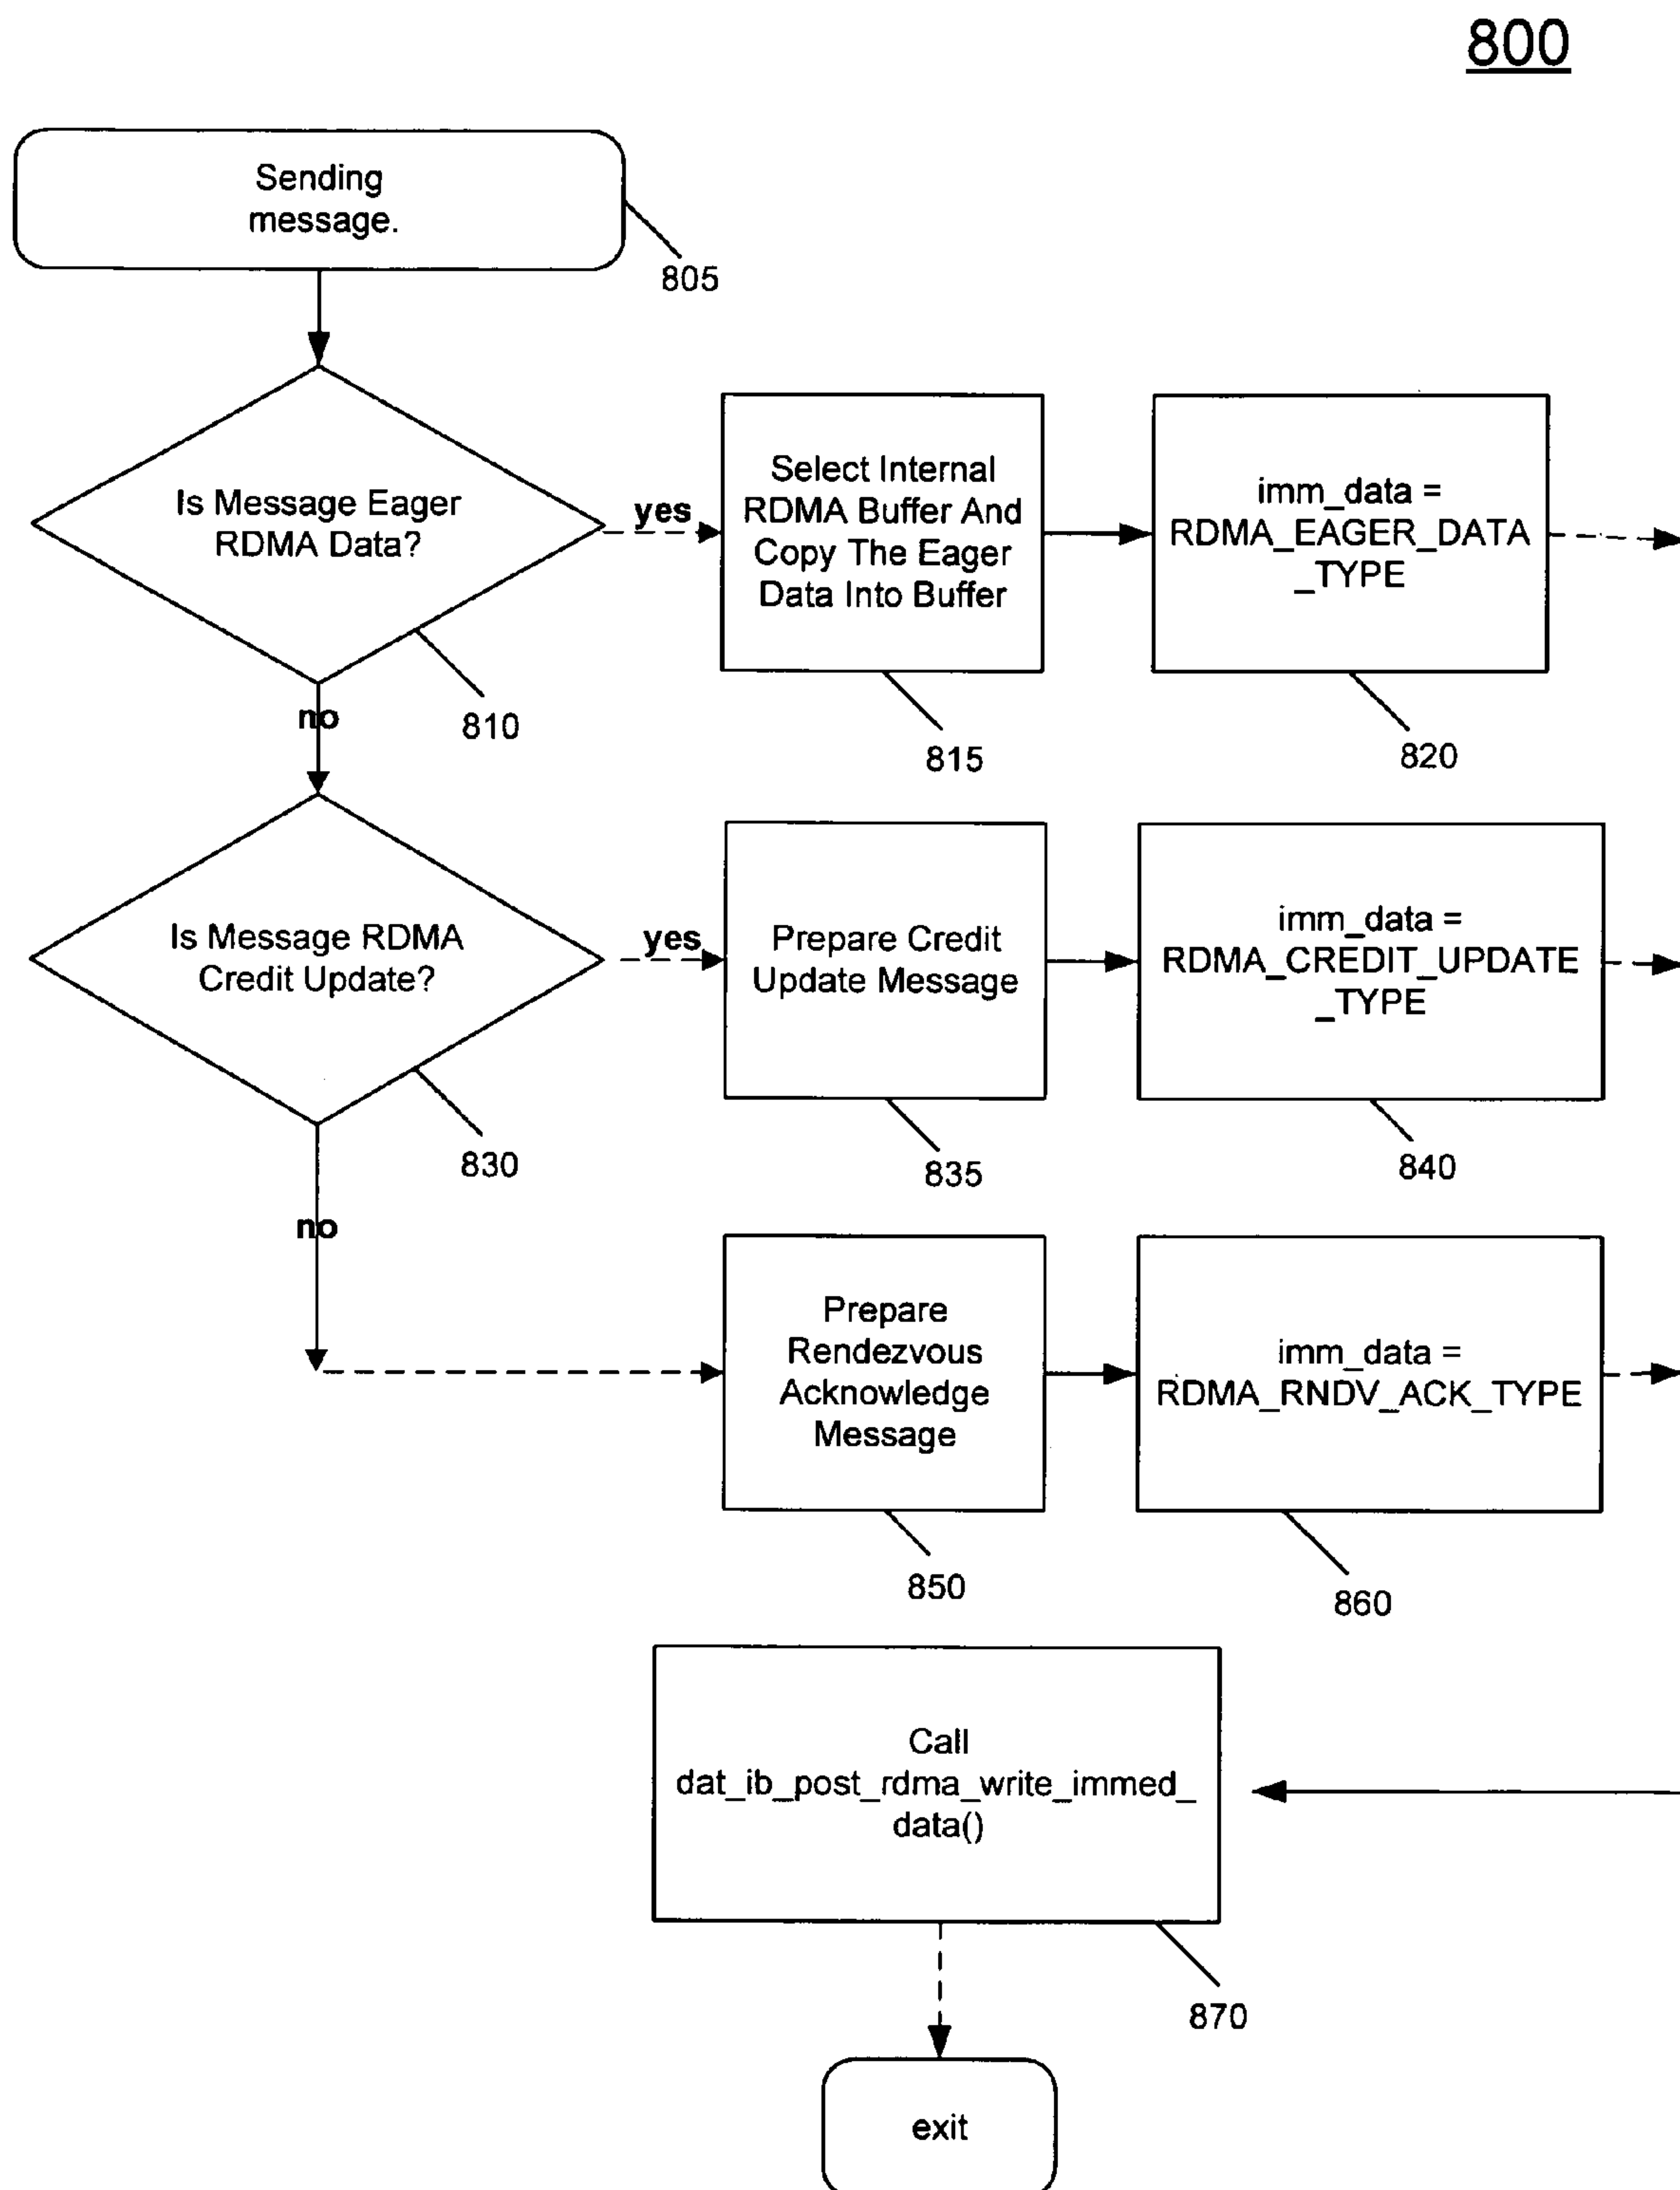 800
Sending
message.
805
Is Message Eager
RDMA Data?
810
yes
Select Internal
RDMA Buffer And
Copy The Eager
Data Into Buffer
815
imm_data =
RDMA_EAGER_DATA
_TYPE
820
no
Is Message RDMA
Credit Update?
830
yes
Prepare Credit
Update Message
835
imm_data =
RDMA_CREDIT_UPDATE
_TYPE
840
no
Prepare
Rendezvous
Acknowledge
Message
850
imm_data =
RDMA_RNDV_ACK_TYPE
860
Call
dat_ib_post_rdma_write_immed_
data()
870
exit